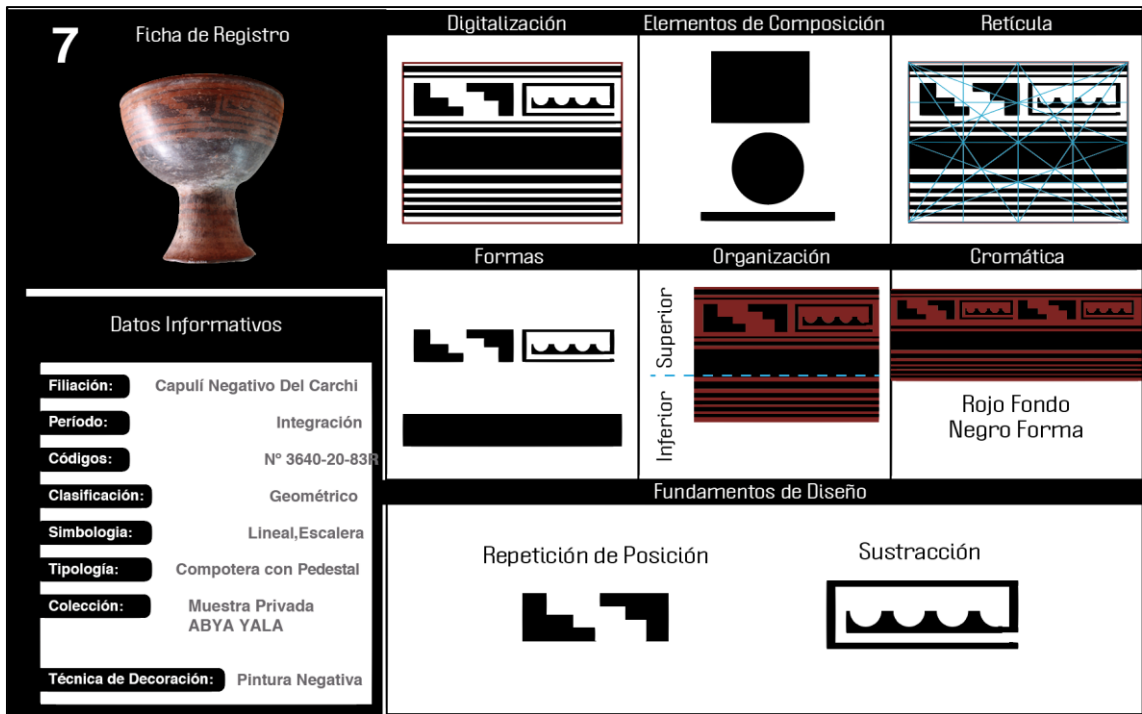 7
Ficha de Registro
Datos Informativos
Filiación: Capulí Negativo Del Carchi
Período: Integración
Códigos: Nº 3640-20-83R
Clasificación: Geométrico
Simbologia: Lineal,Escalera
Tipología: Compotera con Pedestal
Colección: Muestra Privada
ABYA YALA
Técnica de Decoración: Pintura Negativa
Digitalización
Elementos de Composición
Retícula
Formas
Organización
Superior
Inferior
Cromática
Rojo Fondo
Negro Forma
Fundamentos de Diseño
Repetición de Posición
Sustracción